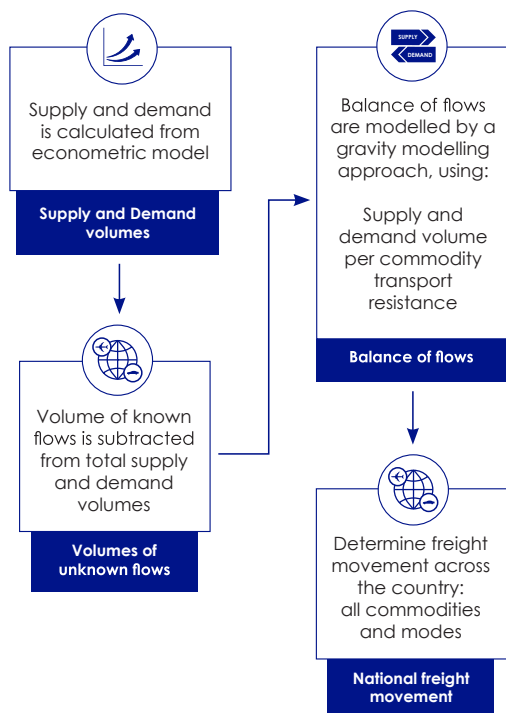 Supply and demand
is calculated from
econometric model
Supply and Demand
volumes
Volume of known
flows is subtracted
from total supply
and demand
volumes
Volumes of
unknown flows
SUPPLY
DEMAND
Balance of flows
are modelled by a
gravity modelling
approach, using:
Supply and
demand volume
per commodity
transport
resistance
Balance of flows
Determine freight
movement across
the country:
all commodities
and modes
National freight
movement